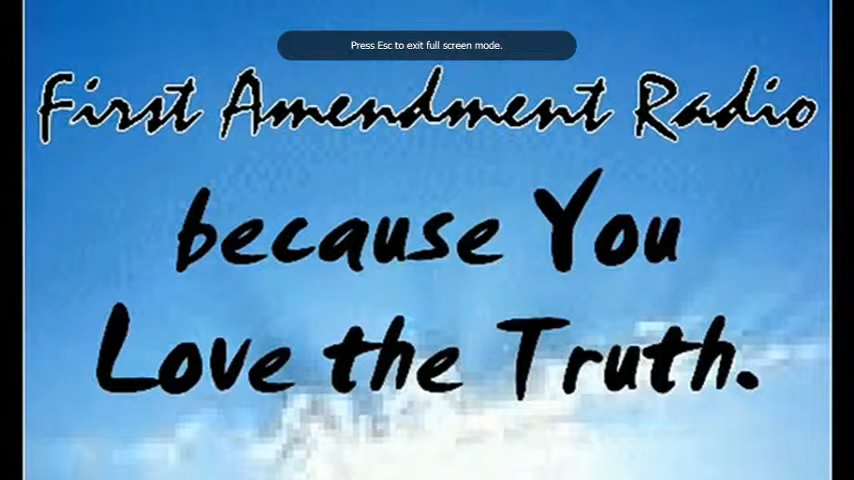 Press Esc to exit full screen mode.
First Amendment Radio
because You
Love the Truth.